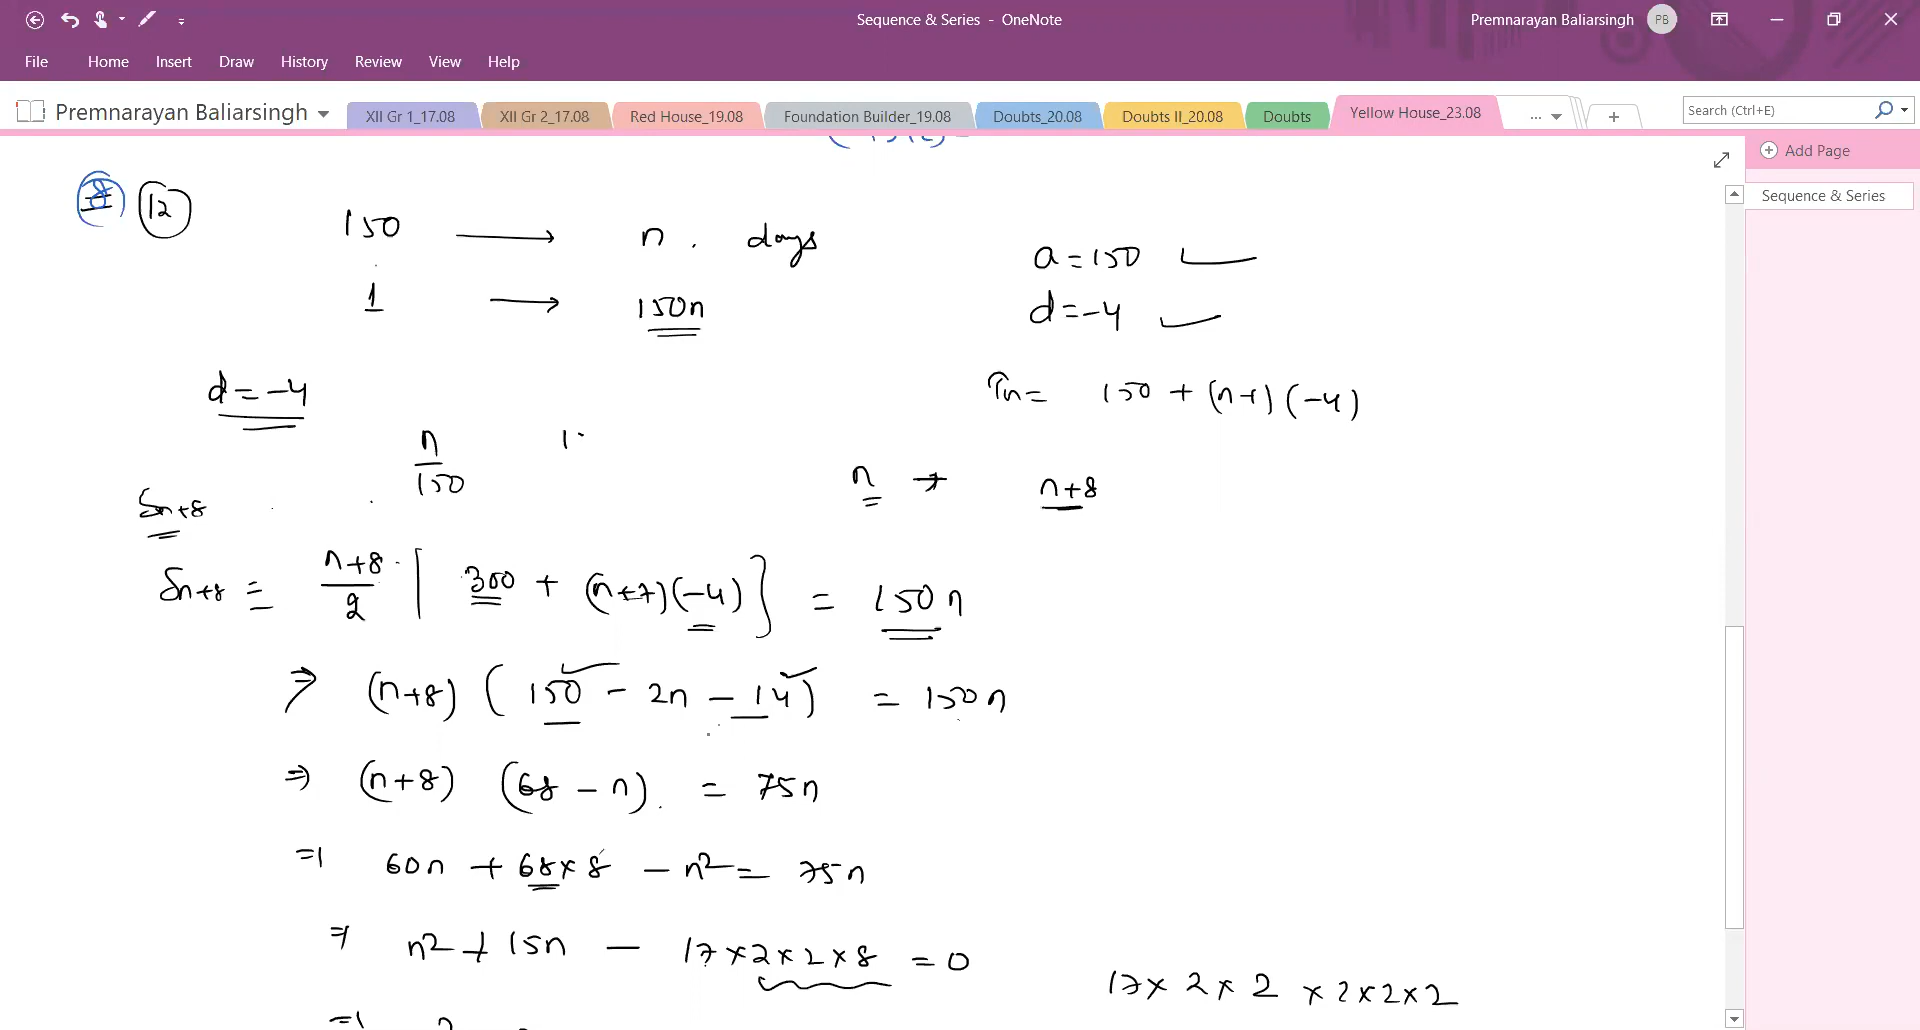 Sequence & Series - OneNote
Premnarayan Baliarsingh PB
File Home Insert Draw History Review View Help
Premnarayan Baliarsingh
XII Gr 1_17.08 XII Gr 2_17.08 Red House_19.08 Foundation Builder_19.08 Doubts_20.08 Doubts II_20.08 Doubts Yellow House_23.08 ... +
Search (Ctrl+E)
Add Page
Sequence & Series
8 12
150 → n . days
1 → 150n
a = 150
d = -4
d = -4
Tn = 150 + (n-1)(-4)
n/150
n → n+8
Sn+8
Sn+8 = n+8/2 [ 300 + (n+7)(-4) } = 150n
⇒ (n+8) ( 150 - 2n - 14 ) = 150n
⇒ (n+8) (68 - n) = 75n
⇒ 60n + 68×8 - n² = 75n
⇒ n² + 15n - 17×2×2×8 = 0
17× 2× 2 ×2×2×2